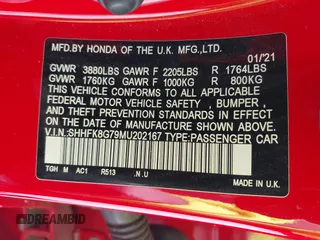 MFD.BY HONDA OF THE U.K. MFG.,LTD.
01/21
GVWR 3880LBS GAWR F 2205LBS R 1764LBS
GVWR 1760KG GAWR F 1000KG R 800KG
THIS VEHICLE CONFORMS TO ALL APPLICABLE
FEDERAL MOTOR VEHICLE SAFETY , BUMPER ,
AND THEFT PREVENTION STANDARDS IN EFFECT
ON THE DATE OF MANUFACTURE SHOWN ABOVE.
V.I.N.:SHHFK8G79MU202167 TYPE:PASSENGER CAR
TGH M AC1 R513 .N.U MADE IN U.K.
DREAMBID